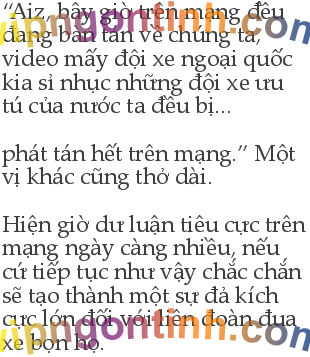 “Aiz, bây giờ trên mạng đều
đang bàn tán về chúng ta,
video mấy đội xe ngoại quốc
kia sỉ nhục những đội xe ưu
tú của nước ta đều bị...
phát tán hết trên mạng.” Một
vị khác cũng thở dài.
Hiện giờ dư luận tiêu cực trên
mạng ngày càng nhiều, nếu
cứ tiếp tục như vậy chắc chắn
sẽ tạo thành một sự đả kích
cực lớn đối với liên đoàn đua
xe bọn họ.